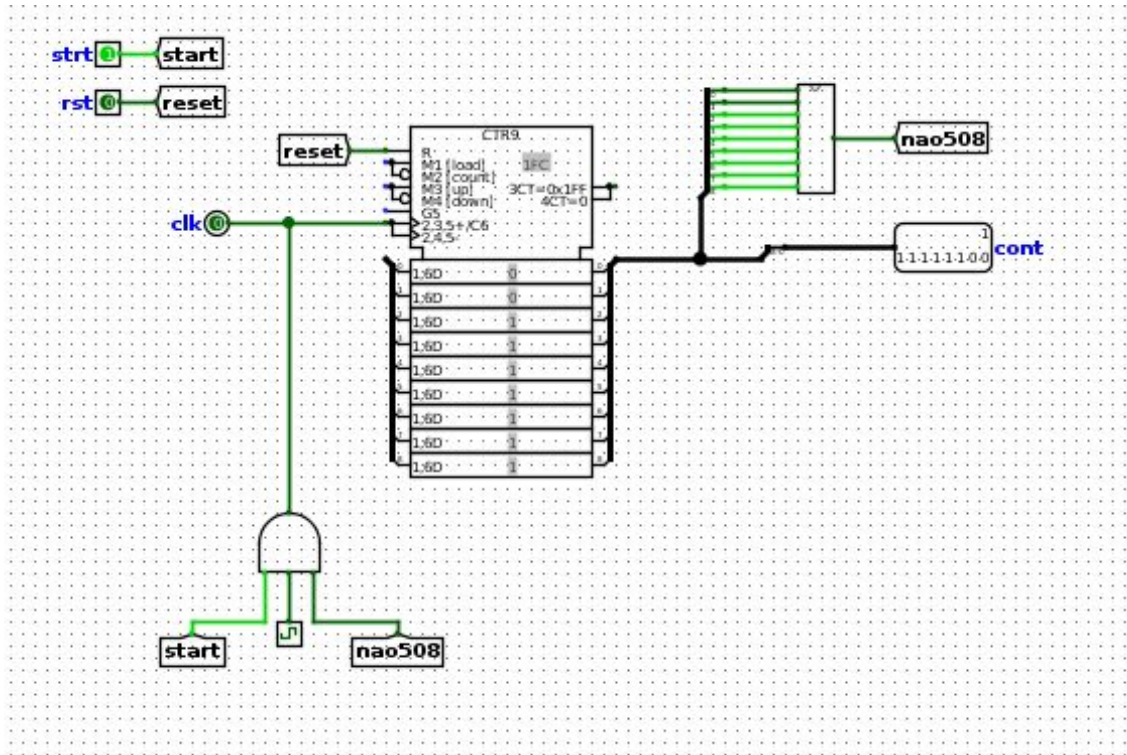 strt 1 start
rst 0 reset
reset
CTR9
R
M1 [load]
M2 [count]
M3 [up]
M4 [down]
G5
2,3,5+/C6
2,4,5-
1FC
3CT=0x1FF
4CT=0
nao508
clk 0
1
1-1-1-1-1-1-0-0
cont
1,6D 0
1,6D 0
1,6D 1
1,6D 1
1,6D 1
1,6D 1
1,6D 1
1,6D 1
1,6D 1
start
nao508